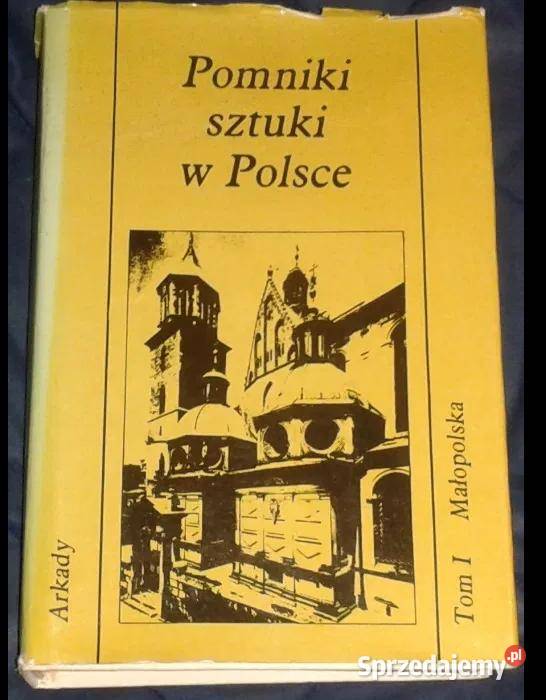 Pomniki
sztuki
w Polsce
Arkady
Tom I Małopolska
Sprzedajemy.pl